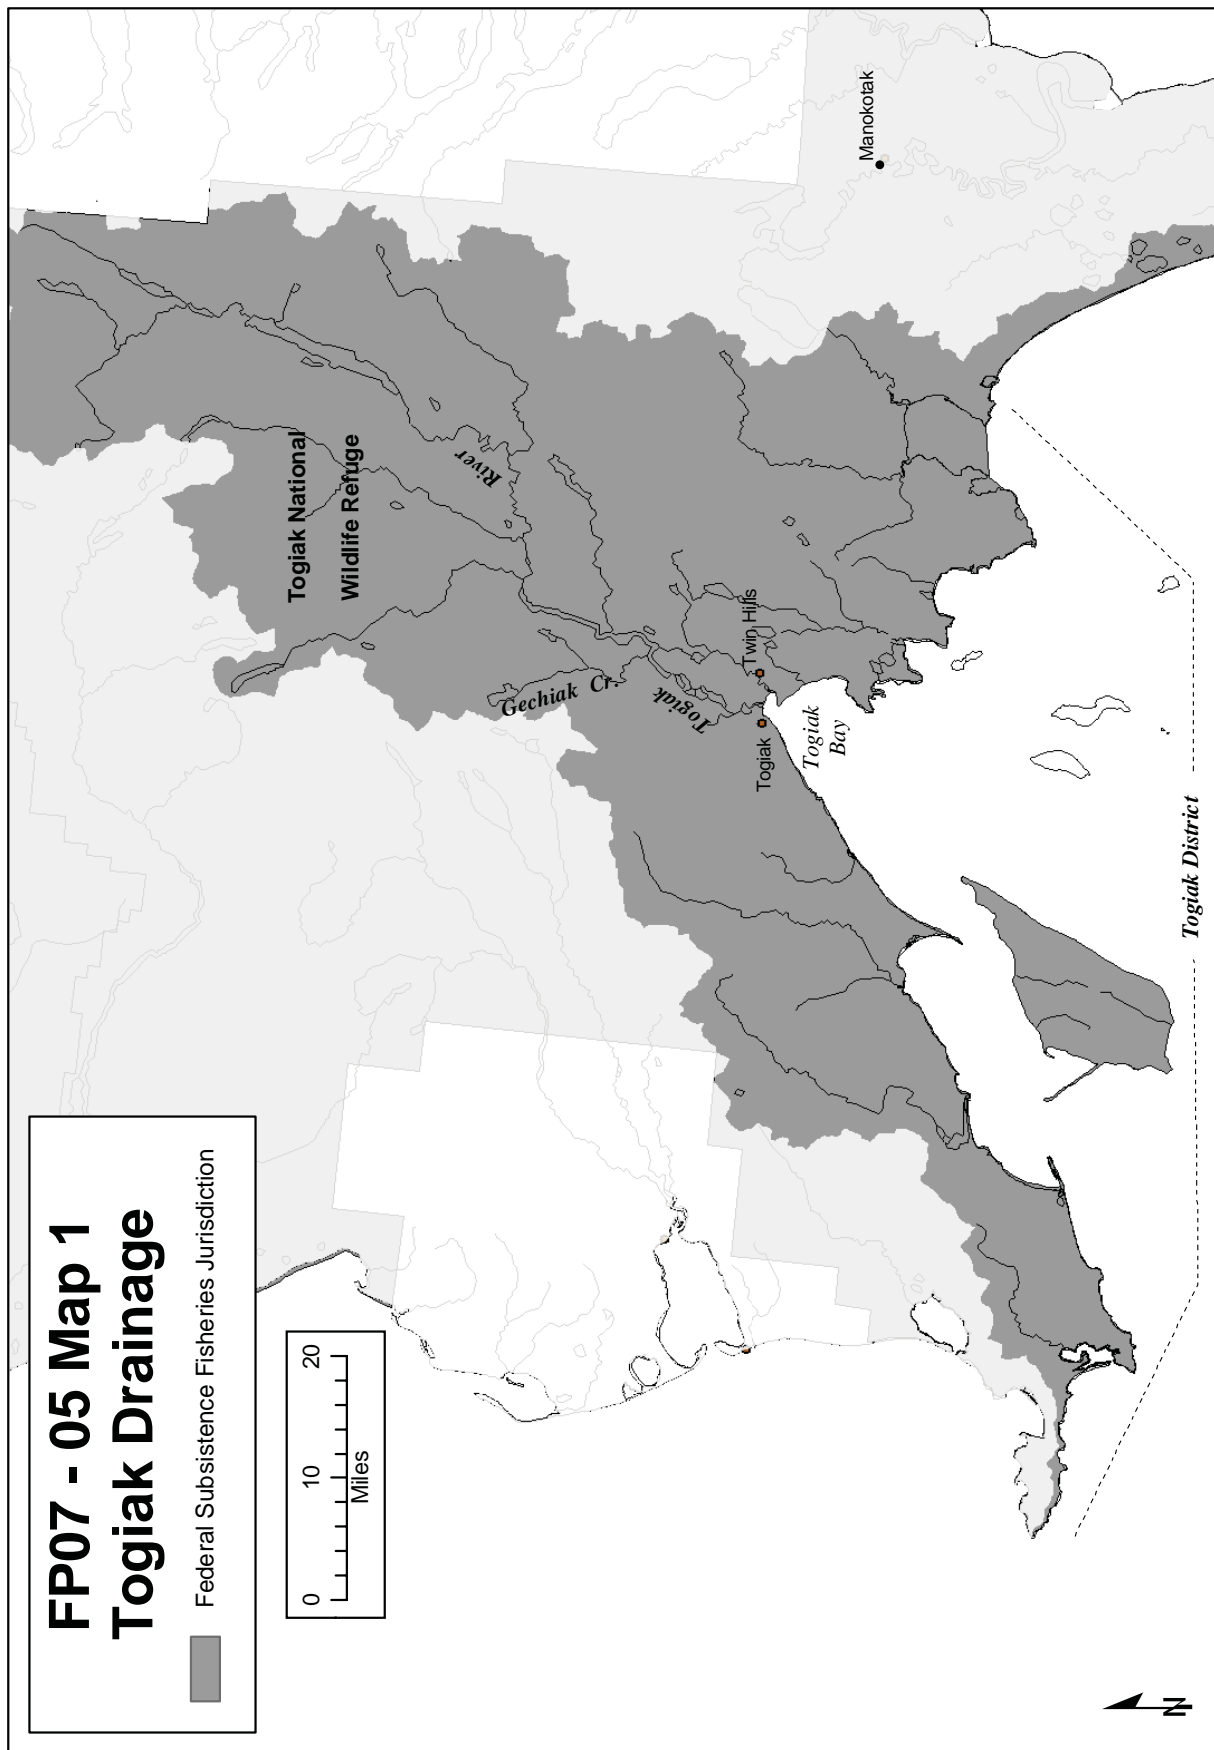 FP07 - 05 Map 1
Togiak Drainage
Federal Subsistence Fisheries Jurisdiction
0 10 20
Miles
Togiak National
Wildlife Refuge
River
Gechiak Cr.
Togiak
Twin Hills
Togiak
Togiak
Bay
Manokotak
Togiak District
N